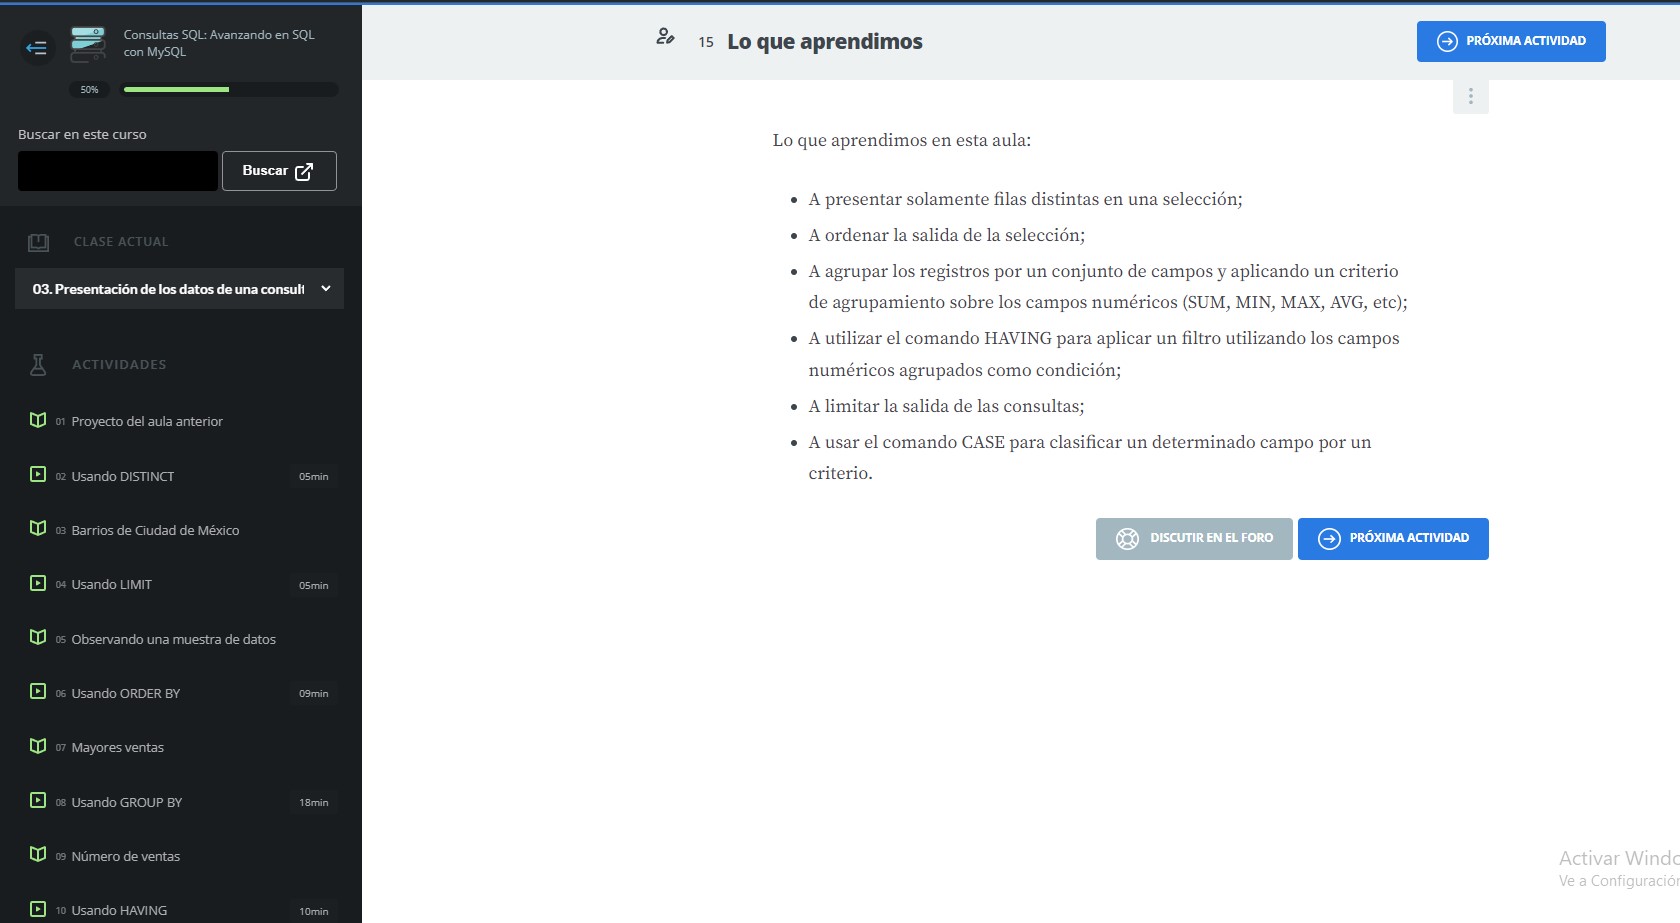 Consultas SQL: Avanzando en SQL
con MySQL
50%
Buscar en este curso
Buscar
CLASE ACTUAL
03. Presentación de los datos de una consult
ACTIVIDADES
01 Proyecto del aula anterior
02 Usando DISTINCT 05min
03 Barrios de Ciudad de México
04 Usando LIMIT 05min
05 Observando una muestra de datos
06 Usando ORDER BY 09min
07 Mayores ventas
08 Usando GROUP BY 18min
09 Número de ventas
10 Usando HAVING 10min
15 Lo que aprendimos
PRÓXIMA ACTIVIDAD
Lo que aprendimos en esta aula:
• A presentar solamente filas distintas en una selección;
• A ordenar la salida de la selección;
• A agrupar los registros por un conjunto de campos y aplicando un criterio
de agrupamiento sobre los campos numéricos (SUM, MIN, MAX, AVG, etc);
• A utilizar el comando HAVING para aplicar un filtro utilizando los campos
numéricos agrupados como condición;
• A limitar la salida de las consultas;
• A usar el comando CASE para clasificar un determinado campo por un
criterio.
DISCUTIR EN EL FORO
PRÓXIMA ACTIVIDAD
Activar Windo
Ve a Configuración